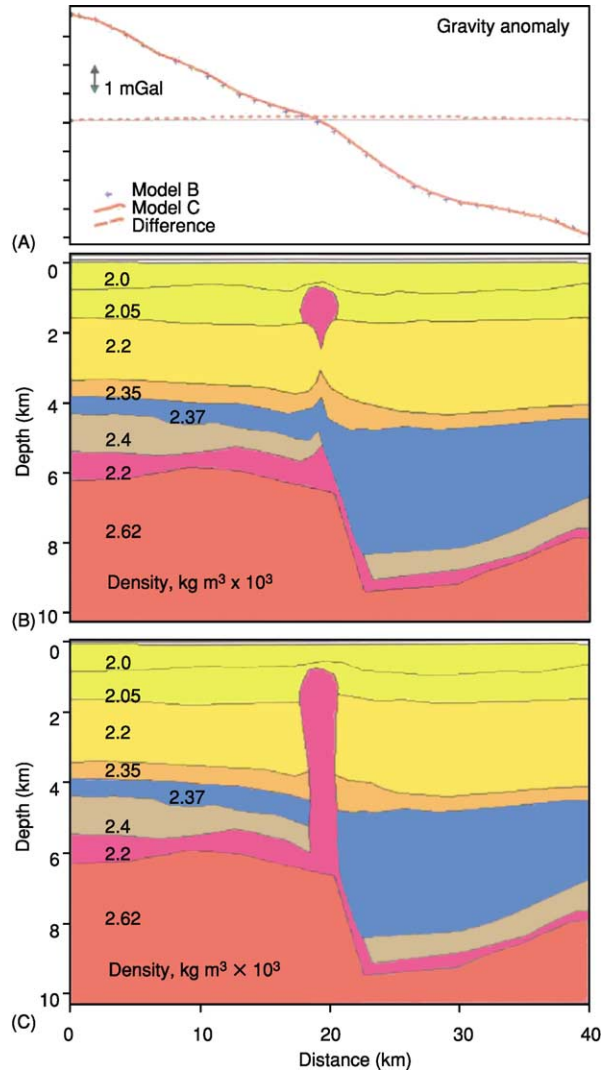 Gravity anomaly
1 mGal
Model B
Model C
Difference
(A)
0
2
4
6
8
10
Depth (km)
2.0
2.05
2.2
2.35
2.37
2.4
2.2
2.62
Density, kg m³ x 10³
(B)
0
2
4
6
8
10
Depth (km)
2.0
2.05
2.2
2.35
2.37
2.4
2.2
2.62
Density, kg m³ × 10³
(C)
0 10 20 30 40
Distance (km)